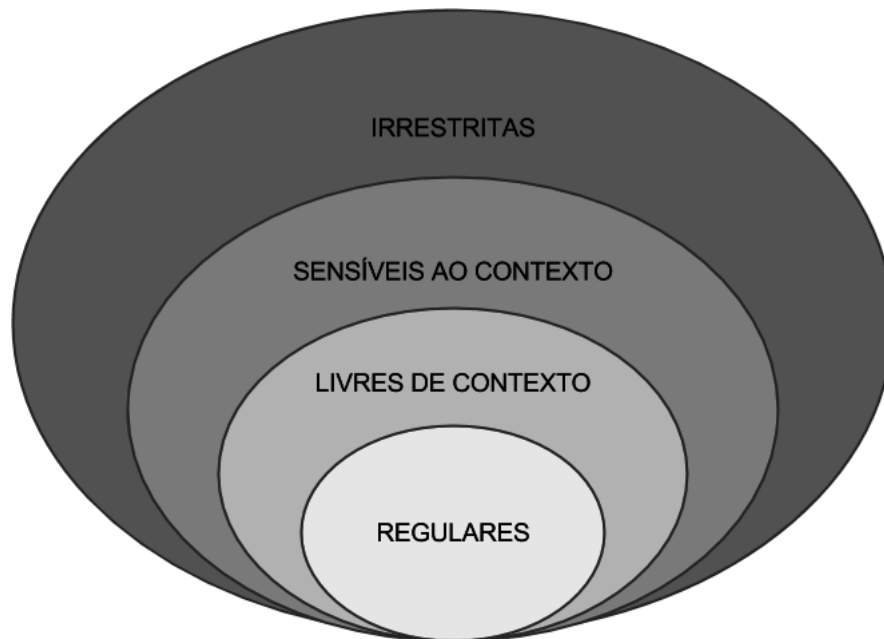 IRRESTRITAS
SENSÍVEIS AO CONTEXTO
LIVRES DE CONTEXTO
REGULARES